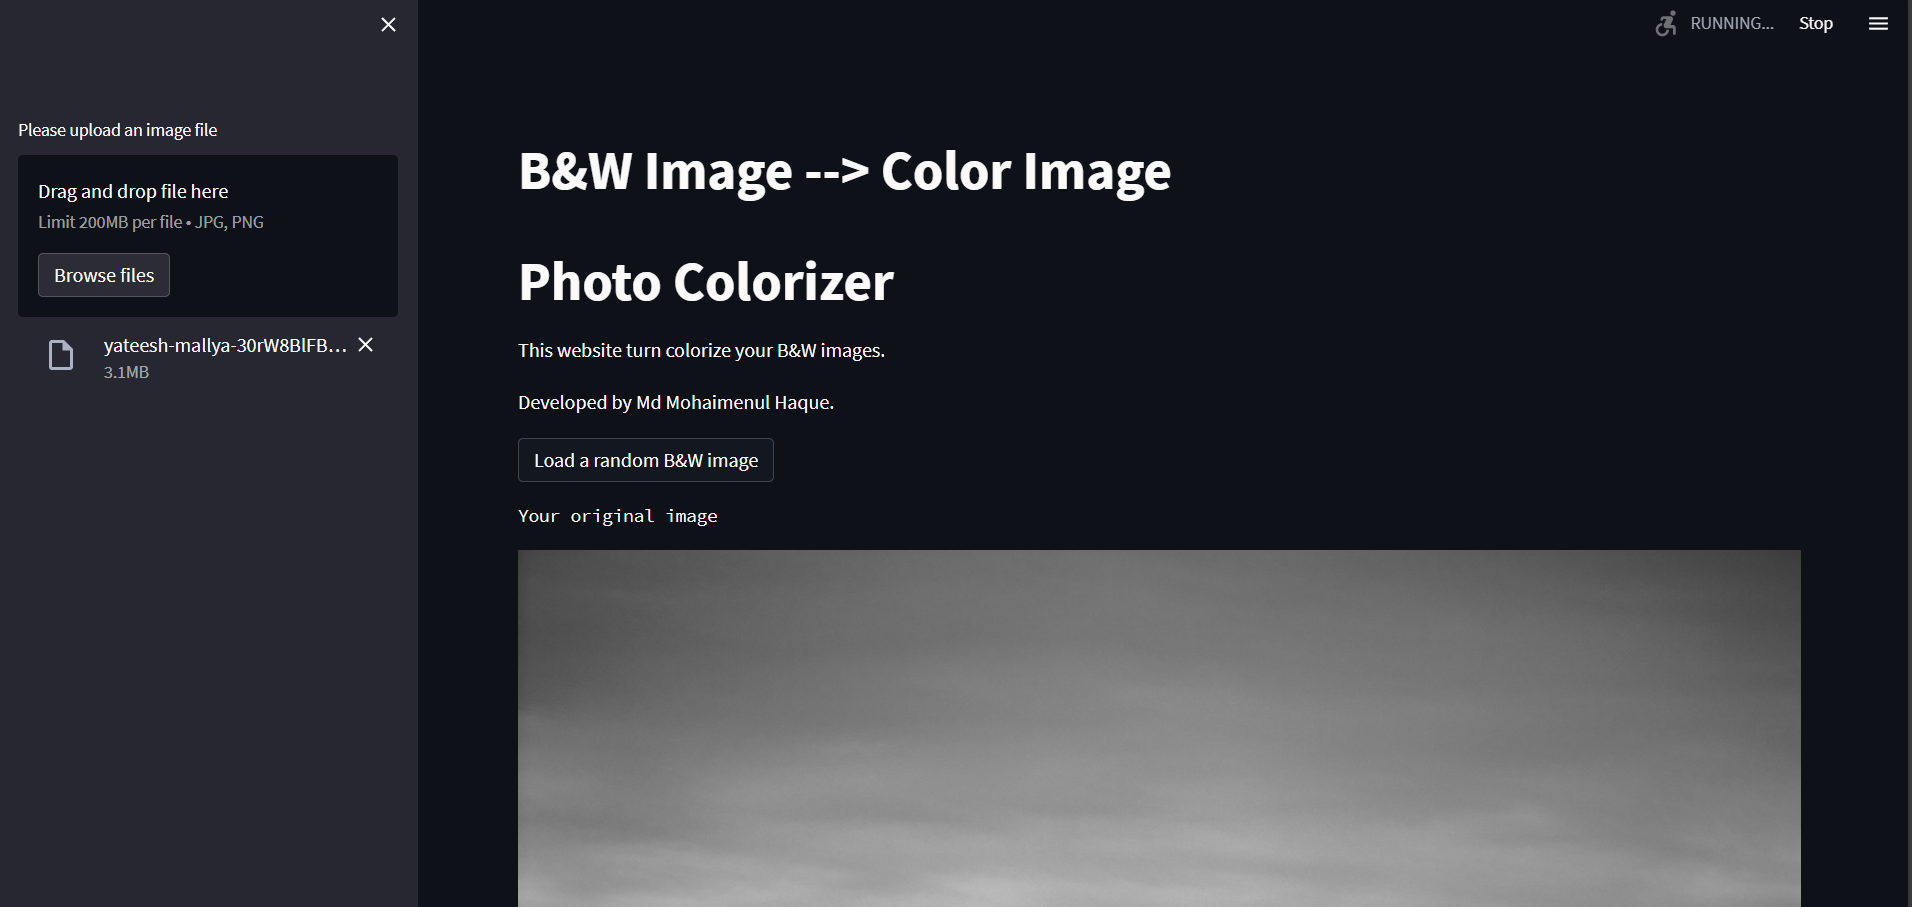 RUNNING...
Stop
Please upload an image file
Drag and drop file here
Limit 200MB per file • JPG, PNG
Browse files
yateesh-mallya-30rW8BlFB...
3.1MB
B&W Image --> Color Image
Photo Colorizer
This website turn colorize your B&W images.
Developed by Md Mohaimenul Haque.
Load a random B&W image
Your original image